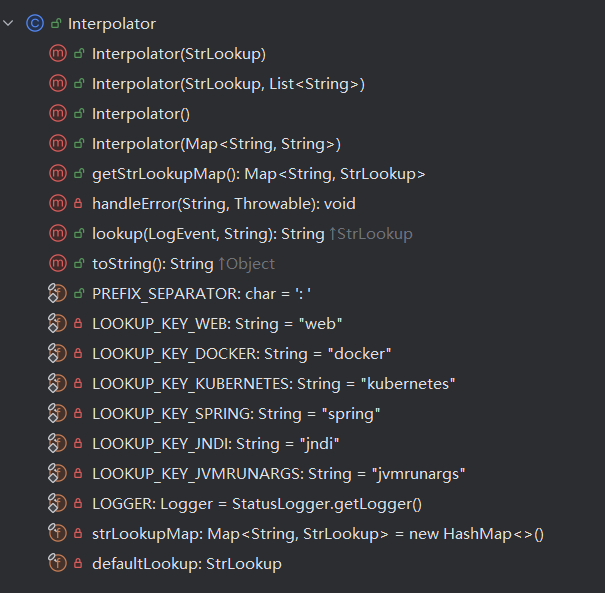 Interpolator
Interpolator(StrLookup)
Interpolator(StrLookup, List<String>)
Interpolator()
Interpolator(Map<String, String>)
getStrLookupMap(): Map<String, StrLookup>
handleError(String, Throwable): void
lookup(LogEvent, String): String ↑StrLookup
toString(): String ↑Object
PREFIX_SEPARATOR: char = ': '
LOOKUP_KEY_WEB: String = "web"
LOOKUP_KEY_DOCKER: String = "docker"
LOOKUP_KEY_KUBERNETES: String = "kubernetes"
LOOKUP_KEY_SPRING: String = "spring"
LOOKUP_KEY_JNDI: String = "jndi"
LOOKUP_KEY_JVMRUNARGS: String = "jvmrunargs"
LOGGER: Logger = StatusLogger.getLogger()
strLookupMap: Map<String, StrLookup> = new HashMap<>()
defaultLookup: StrLookup